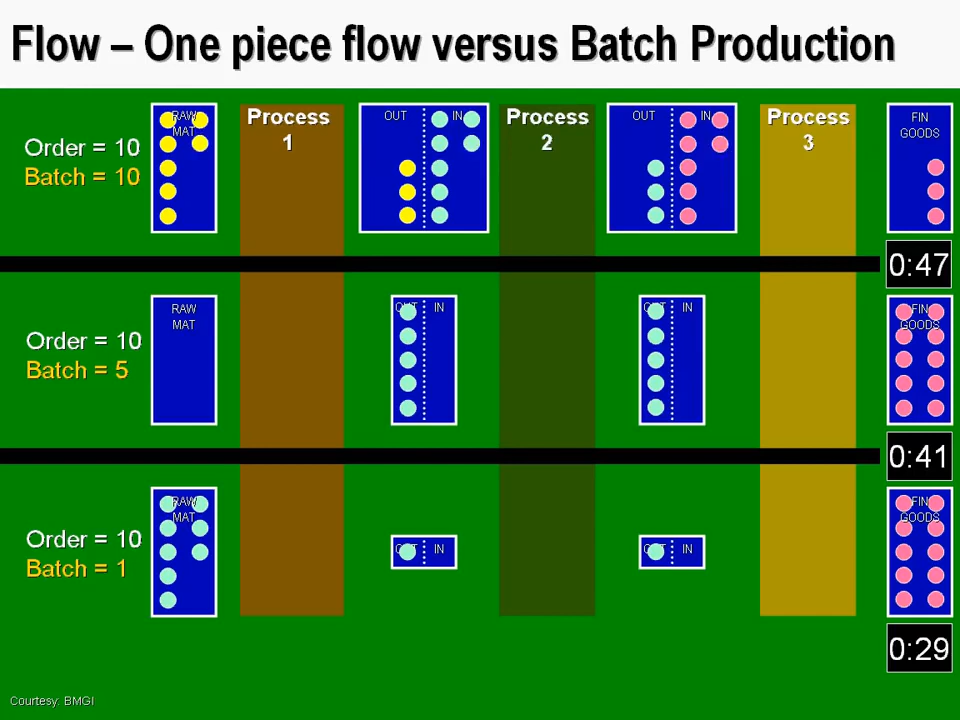 Flow – One piece flow versus Batch Production
Order = 10
Batch = 10
RAW
MAT
Process
1
OUT
IN
Process
2
OUT
IN
Process
3
FIN
GOODS
0:47
Order = 10
Batch = 5
RAW
MAT
OUT
IN
OUT
IN
FIN
GOODS
0:41
Order = 10
Batch = 1
RAW
MAT
OUT
IN
OUT
IN
FIN
GOODS
0:29
Courtesy: BMGI